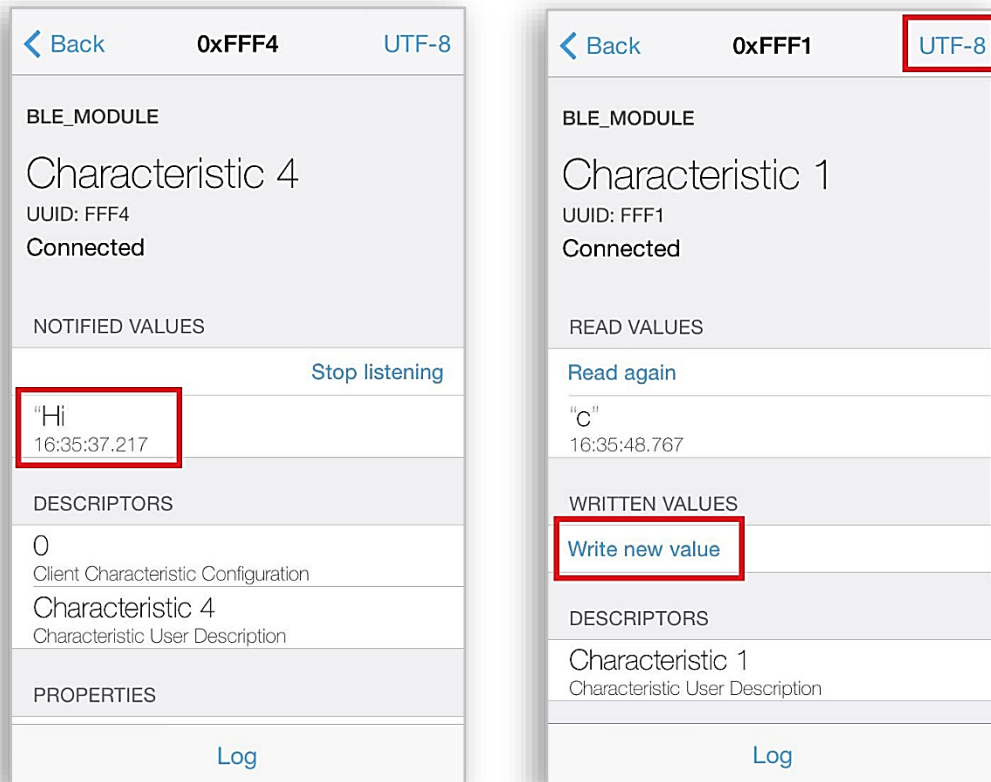 Back 0xFFF4 UTF-8
BLE_MODULE
Characteristic 4
UUID: FFF4
Connected
NOTIFIED VALUES
Stop listening
“Hi
16:35:37.217
DESCRIPTORS
0
Client Characteristic Configuration
Characteristic 4
Characteristic User Description
PROPERTIES
Log
Back 0xFFF1 UTF-8
BLE_MODULE
Characteristic 1
UUID: FFF1
Connected
READ VALUES
Read again
“c”
16:35:48.767
WRITTEN VALUES
Write new value
DESCRIPTORS
Characteristic 1
Characteristic User Description
Log